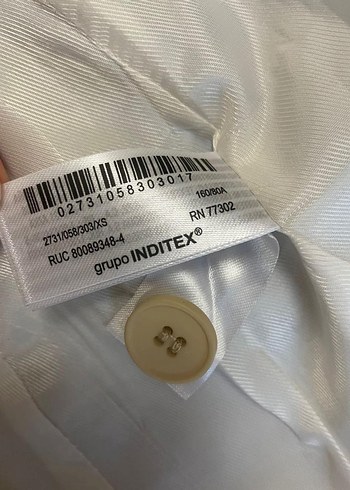 02731058303017
2731/058/303/XS 160/80A
RUC 80089348-4 RN 77302
grupo INDITEX®